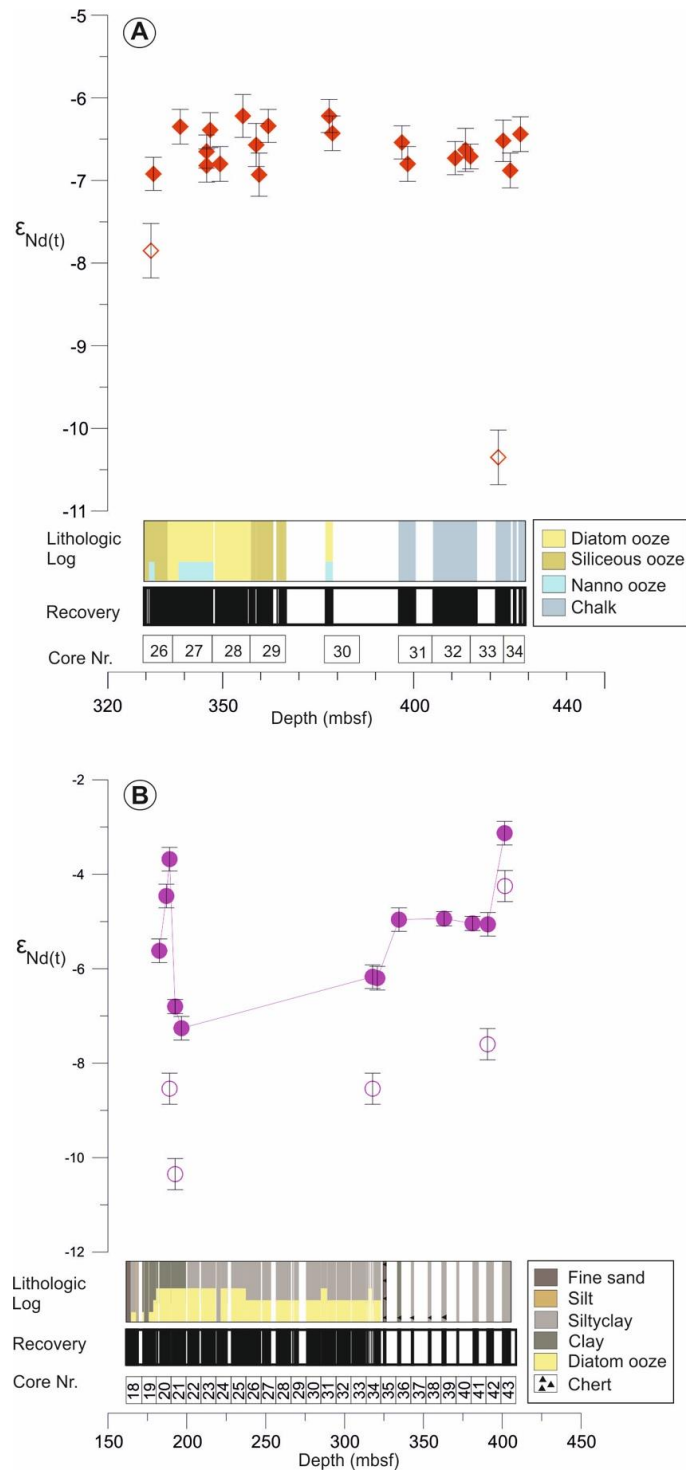 A
-5
-6
-7
-8
-9
-10
-11
εNd(t)
Lithologic
Log
Recovery
Core Nr.
26 27 28 29 30 31 32 33 34
Diatom ooze
Siliceous ooze
Nanno ooze
Chalk
320 350 400 440
Depth (mbsf)
B
-2
-4
-6
-8
-10
-12
εNd(t)
Lithologic
Log
Recovery
Core Nr.
18 19 20 21 22 23 24 25 26 27 28 29 30 31 32 33 34 35 36 37 38 39 40 41 42 43
Fine sand
Silt
Siltyclay
Clay
Diatom ooze
Chert
150 200 250 300 350 400 450
Depth (mbsf)